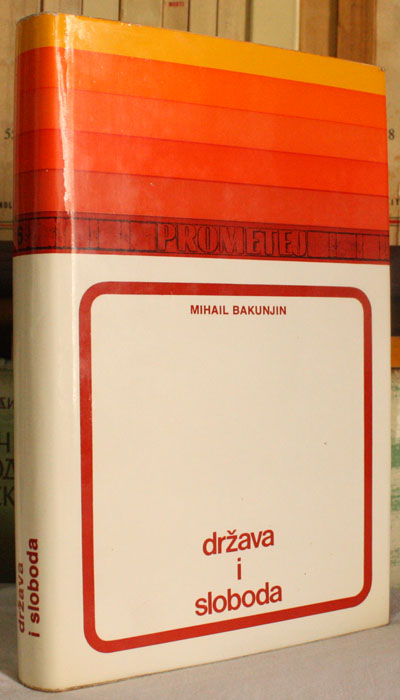 PROMETEJ
MIHAIL BAKUNJIN
država
i
sloboda
država
i sloboda